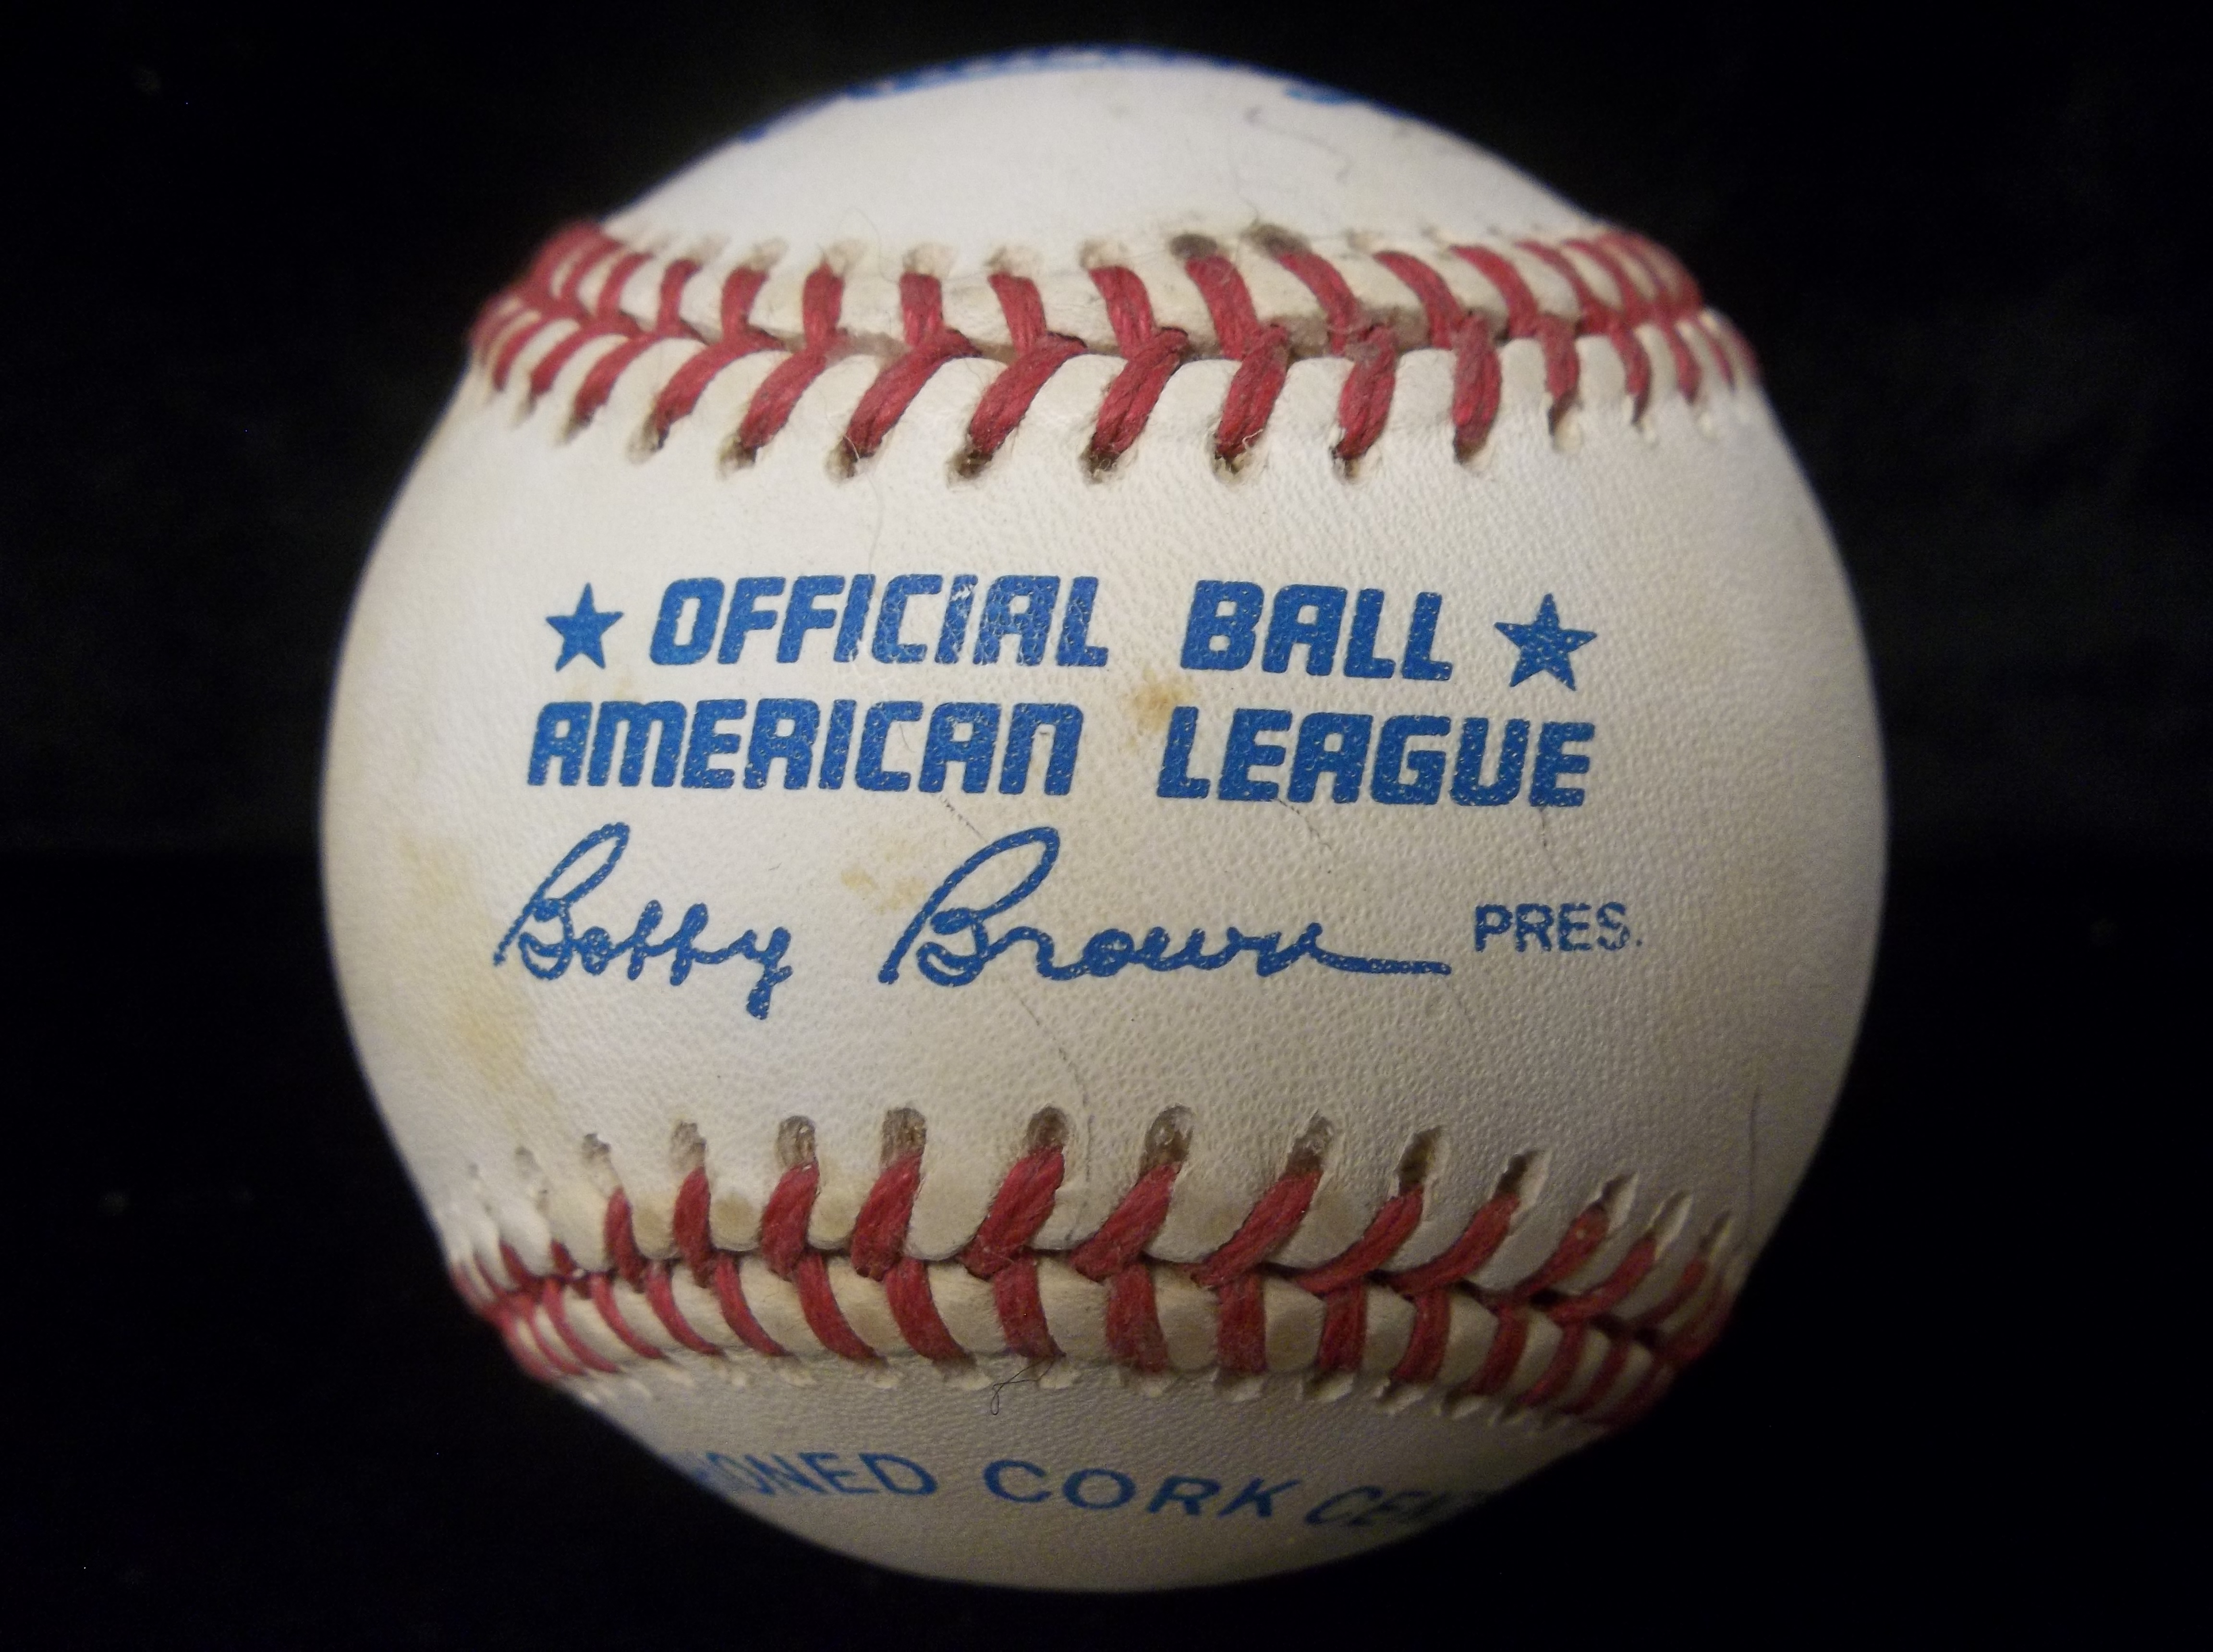 ★ OFFICIAL BALL ★
AMERICAN LEAGUE
Bobby Brown PRES.
CORK